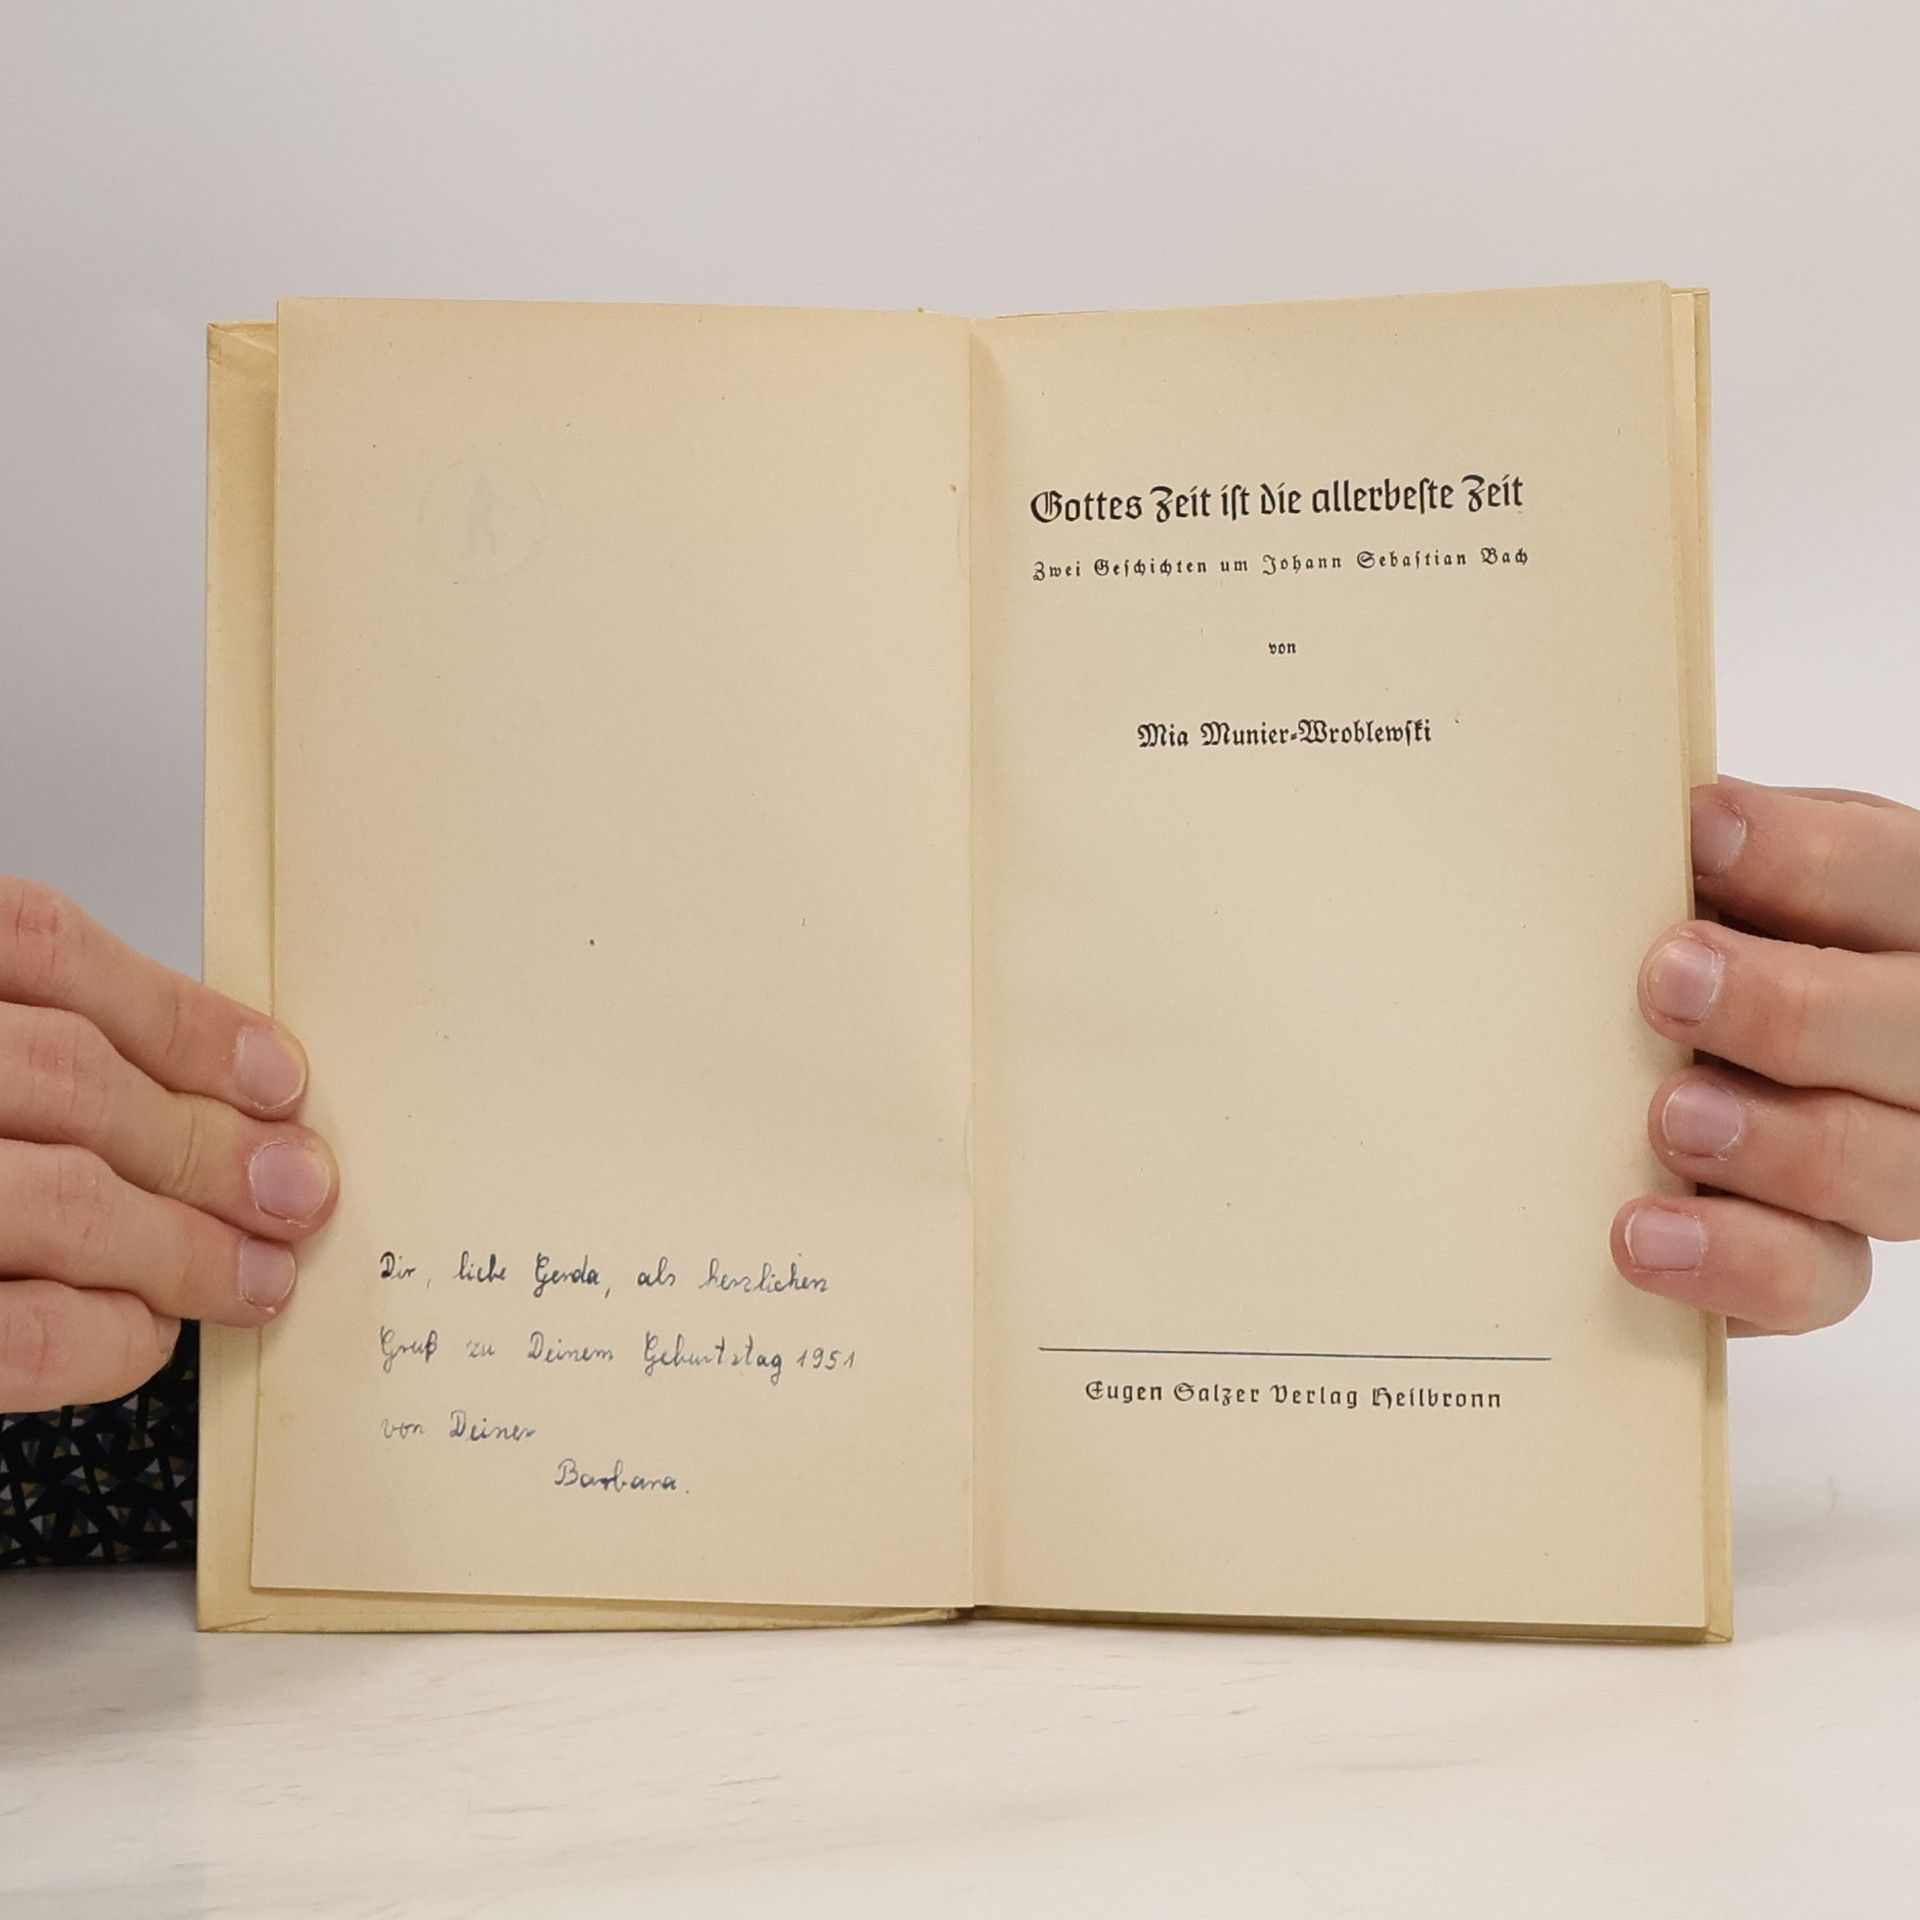 Dir, liebe Gerda, als herzlichen
Gruß zu Deinem Geburtstag 1951
von Deiner
Barbara.
Gottes Zeit iſt die allerbeſte Zeit
Zwei Geſchichten um Johann Sebaſtian Bach
von
Mia Munier-Wroblewſki
Eugen Salzer Verlag Heilbronn